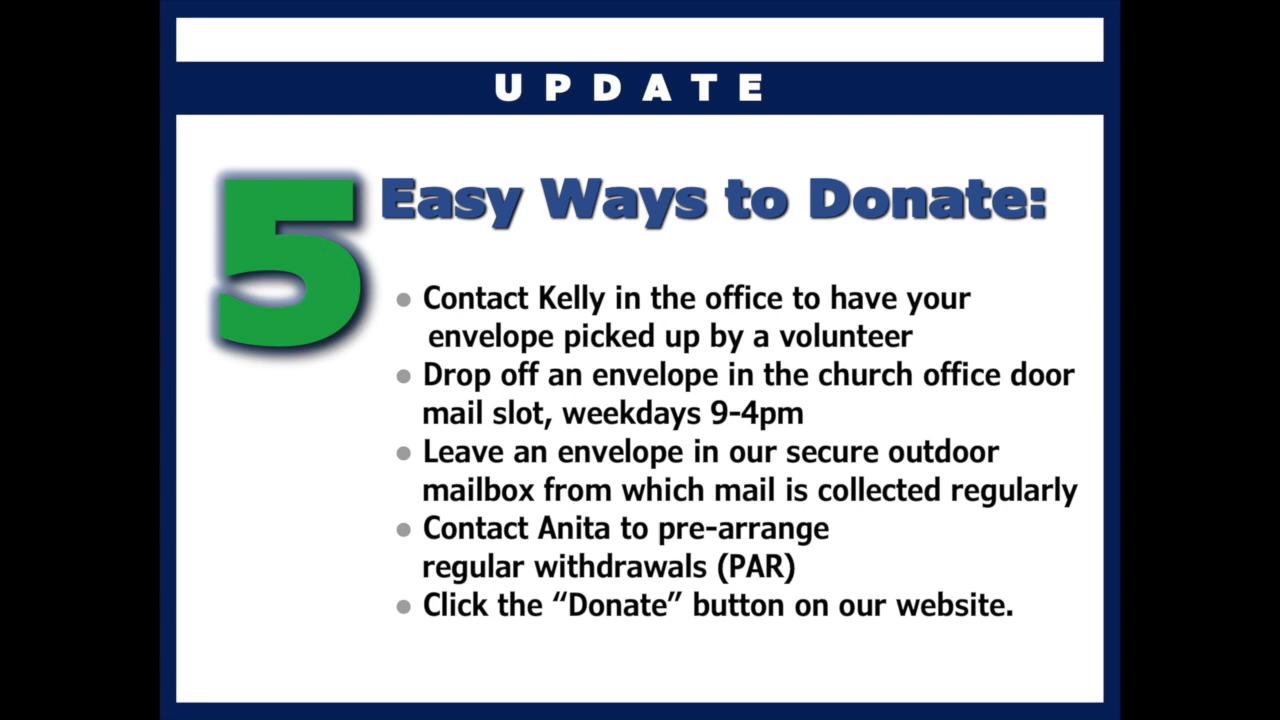 UPDATE
5 Easy Ways to Donate:
• Contact Kelly in the office to have your
envelope picked up by a volunteer
• Drop off an envelope in the church office door
mail slot, weekdays 9-4pm
• Leave an envelope in our secure outdoor
mailbox from which mail is collected regularly
• Contact Anita to pre-arrange
regular withdrawals (PAR)
• Click the “Donate” button on our website.